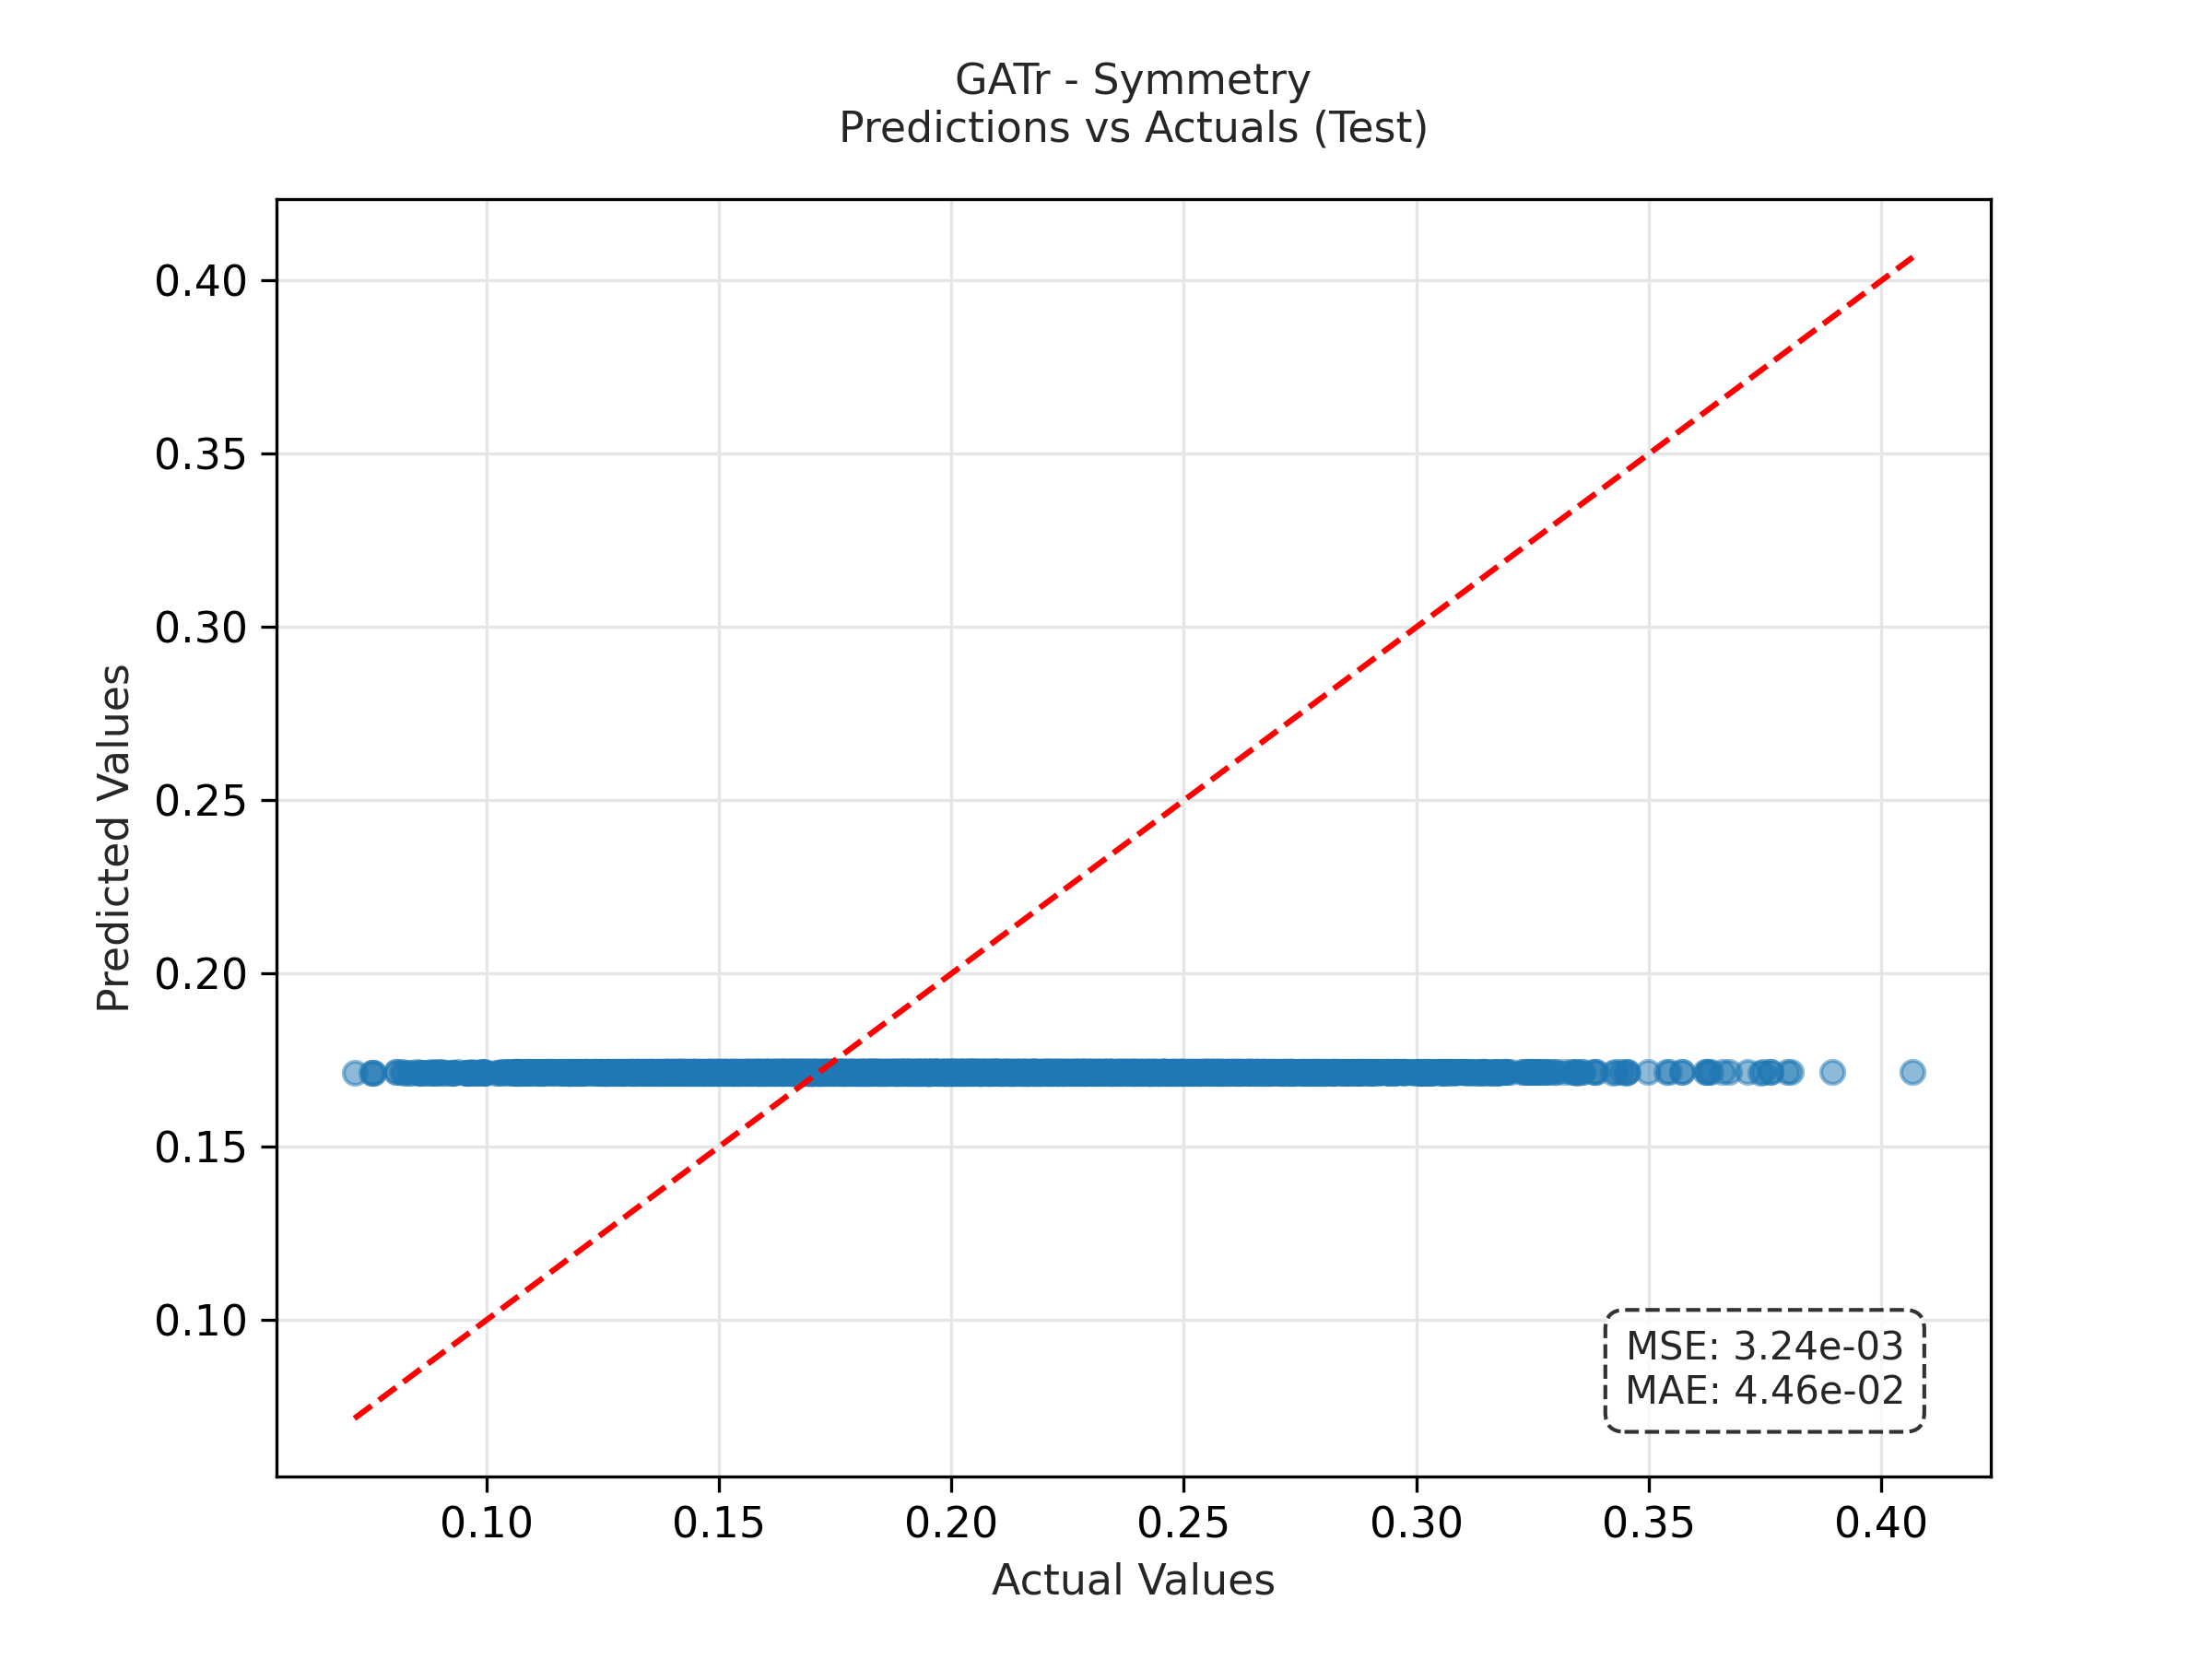 GATr - Symmetry
Predictions vs Actuals (Test)
Predicted Values
0.40
0.35
0.30
0.25
0.20
0.15
0.10
MSE: 3.24e-03
MAE: 4.46e-02
0.10 0.15 0.20 0.25 0.30 0.35 0.40
Actual Values